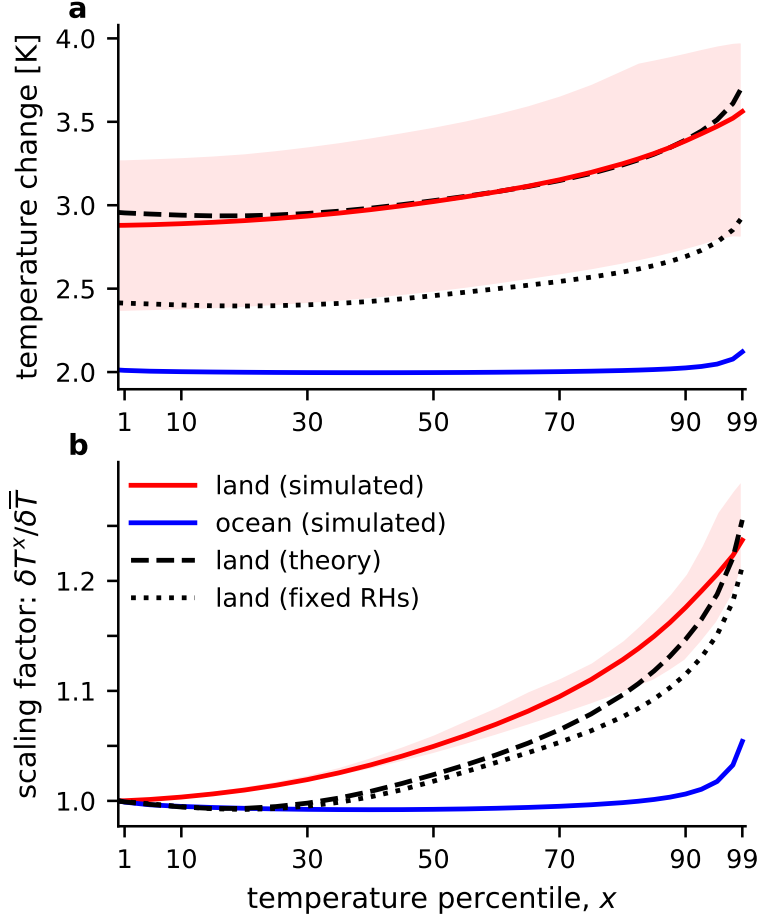 a
temperature change [K]
4.0
3.5
3.0
2.5
2.0
1 10 30 50 70 90 99
b
scaling factor: δTˣ/δT̅̅
land (simulated)
ocean (simulated)
land (theory)
land (fixed RHs)
1.2
1.1
1.0
1 10 30 50 70 90 99
temperature percentile, x